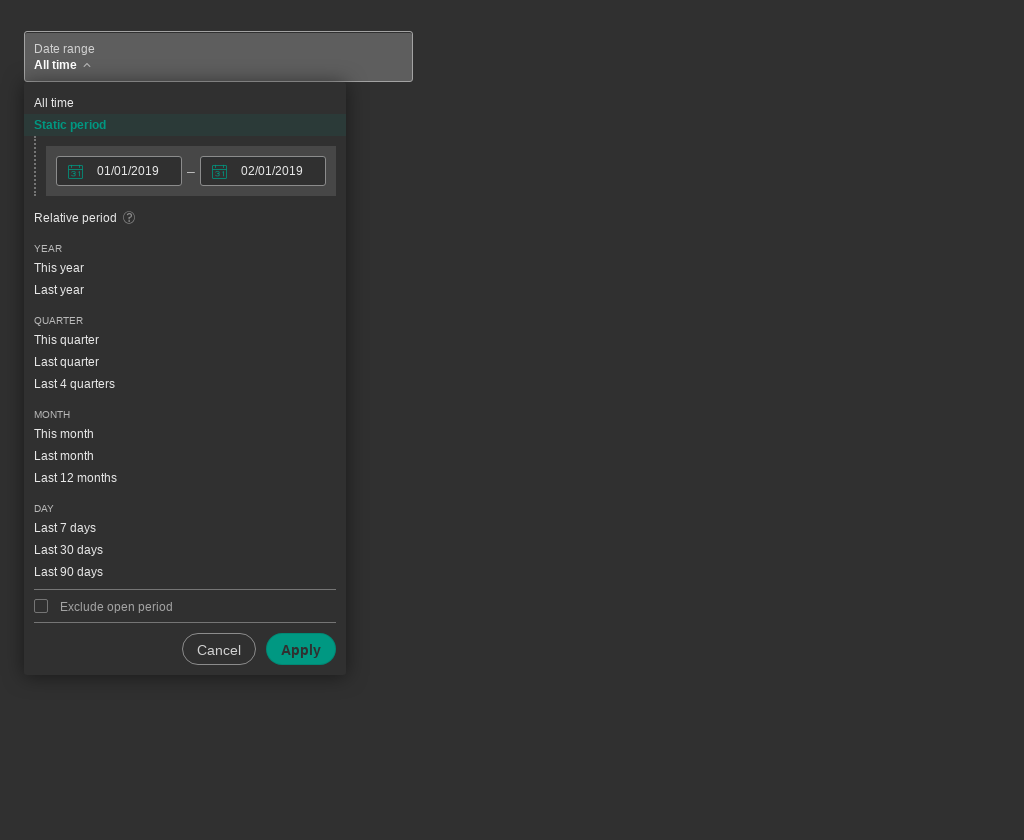 Date range
All time
All time
Static period
01/01/2019 – 02/01/2019
Relative period ?
YEAR
This year
Last year
QUARTER
This quarter
Last quarter
Last 4 quarters
MONTH
This month
Last month
Last 12 months
DAY
Last 7 days
Last 30 days
Last 90 days
Exclude open period
Cancel Apply